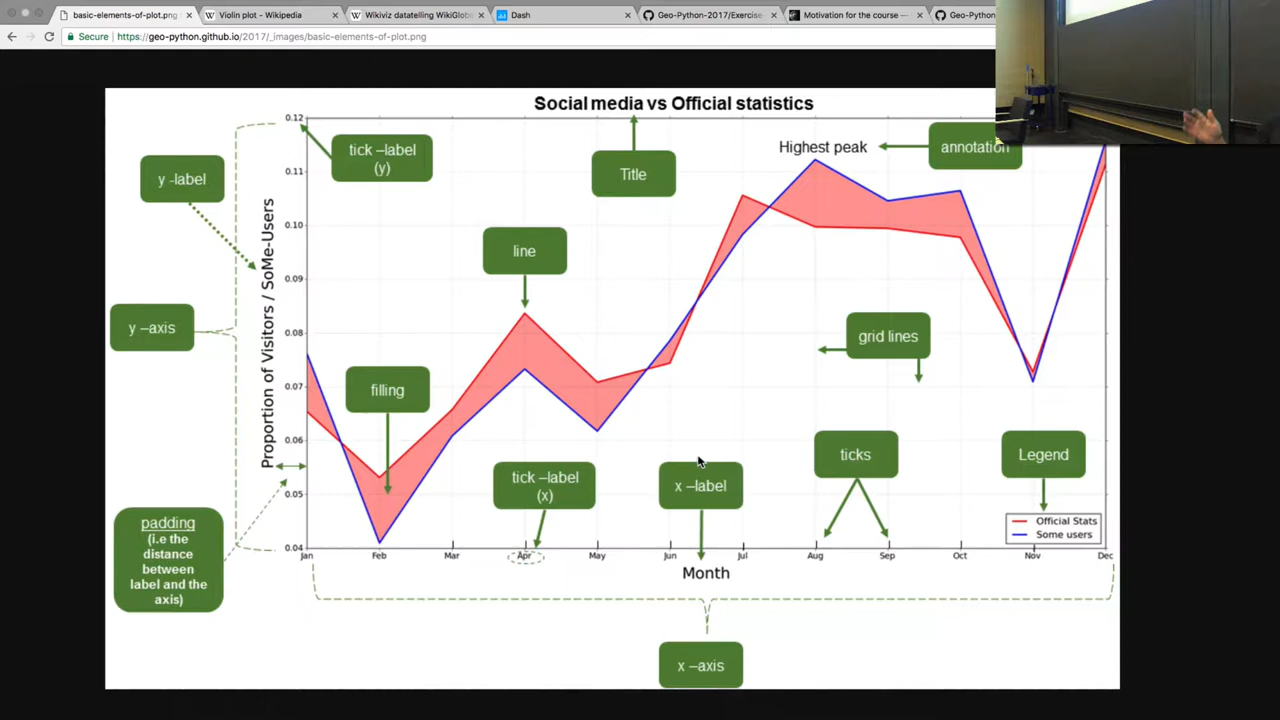 basic-elements-of-plot.png
Violin plot - Wikipedia
Wikiviz datatelling WikiGlob
Dash
Geo-Python-2017/Exercise-
Motivation for the course —
Geo-Python
Secure
https://geo-python.github.io/2017/_images/basic-elements-of-plot.png
Social media vs Official statistics
0.12
0.11
0.10
0.09
0.08
0.07
0.06
0.05
0.04
tick –label
(y)
y -label
Title
Highest peak
annotation
line
Proportion of Visitors / SoMe-Users
y –axis
grid lines
filling
tick –label
(x)
x –label
ticks
Legend
padding
(i.e the
distance
between
label and the
axis)
Official Stats
Some users
Jan Feb Mar Apr May Jun Jul Aug Sep Oct Nov Dec
Month
x –axis